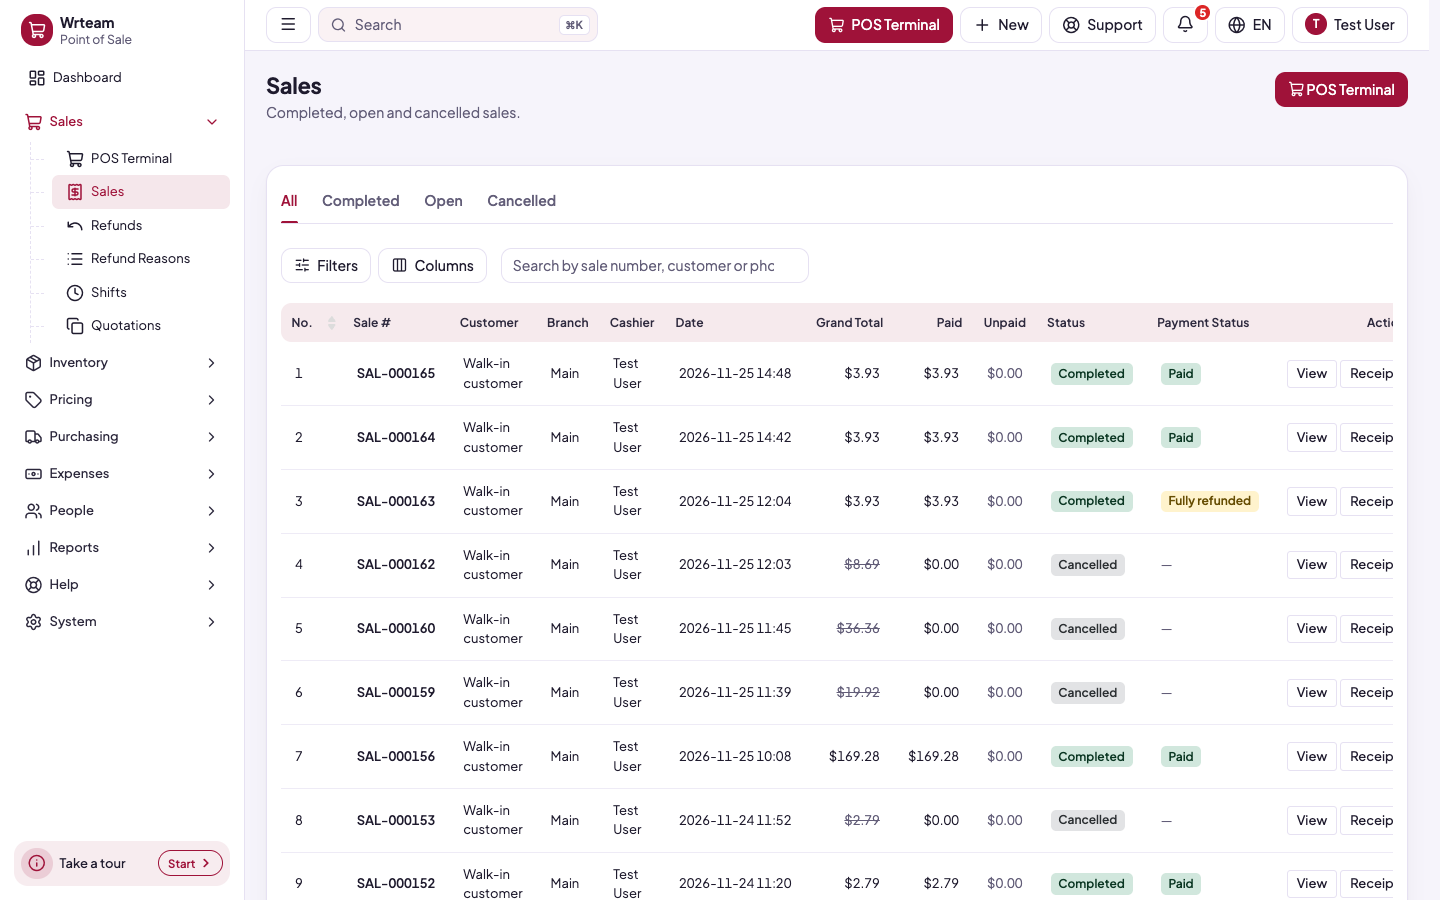 Wrteam
Point of Sale
Search ⌘K
POS Terminal
New
Support
5
EN
T Test User
Dashboard
Sales
POS Terminal
Sales
Refunds
Refund Reasons
Shifts
Quotations
Inventory
Pricing
Purchasing
Expenses
People
Reports
Help
System
Take a tour
Start
Sales
Completed, open and cancelled sales.
POS Terminal
All Completed Open Cancelled
Filters Columns Search by sale number, customer or phc
No. Sale # Customer Branch Cashier Date Grand Total Paid Unpaid Status Payment Status Actic
1 SAL-000165 Walk-in customer Main Test User 2026-11-25 14:48 $3.93 $3.93 $0.00 Completed Paid View Receip
2 SAL-000164 Walk-in customer Main Test User 2026-11-25 14:42 $3.93 $3.93 $0.00 Completed Paid View Receip
3 SAL-000163 Walk-in customer Main Test User 2026-11-25 12:04 $3.93 $3.93 $0.00 Completed Fully refunded View Receip
4 SAL-000162 Walk-in customer Main Test User 2026-11-25 12:03 $8.69 $0.00 $0.00 Cancelled — View Receip
5 SAL-000160 Walk-in customer Main Test User 2026-11-25 11:45 $36.36 $0.00 $0.00 Cancelled — View Receip
6 SAL-000159 Walk-in customer Main Test User 2026-11-25 11:39 $19.92 $0.00 $0.00 Cancelled — View Receip
7 SAL-000156 Walk-in customer Main Test User 2026-11-25 10:08 $169.28 $169.28 $0.00 Completed Paid View Receip
8 SAL-000153 Walk-in customer Main Test User 2026-11-24 11:52 $2.79 $0.00 $0.00 Cancelled — View Receip
9 SAL-000152 Walk-in customer Main Test User 2026-11-24 11:20 $2.79 $2.79 $0.00 Completed Paid View Receip